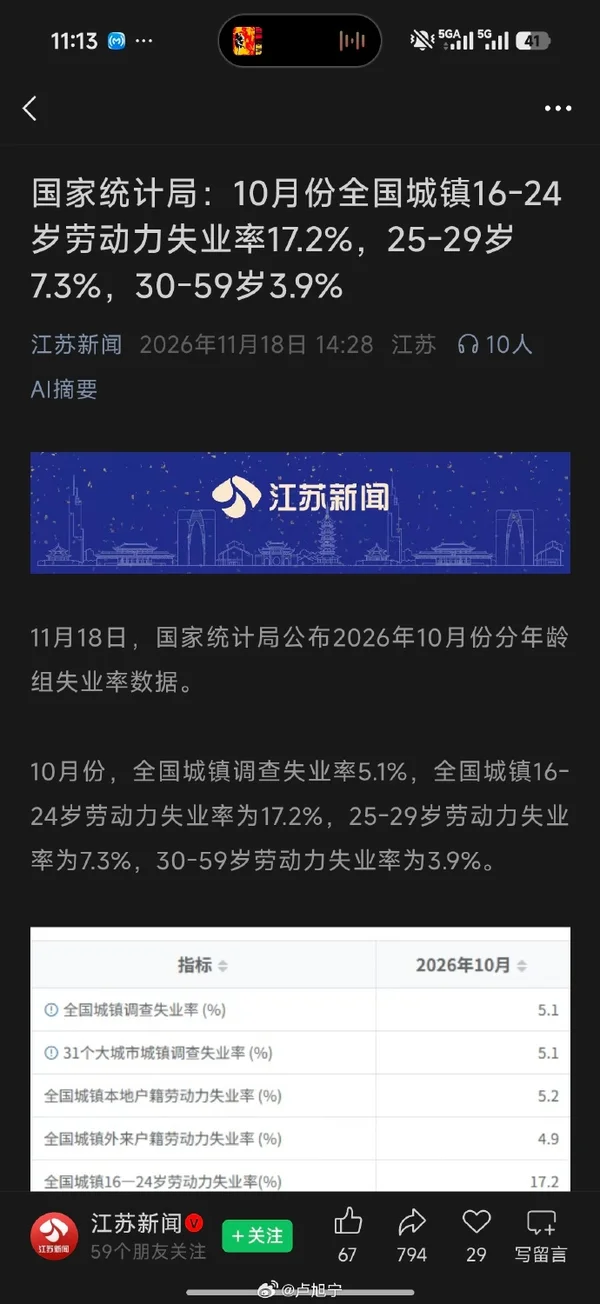 11:13
5GA
5G
41
国家统计局：10月份全国城镇16-24
岁劳动力失业率17.2%，25-29岁
7.3%，30-59岁3.9%
江苏新闻 2026年11月18日 14:28 江苏 10人
AI摘要
江苏新闻
11月18日，国家统计局公布2026年10月份分年龄
组失业率数据。
10月份，全国城镇调查失业率5.1%，全国城镇16-
24岁劳动力失业率为17.2%，25-29岁劳动力失业
率为7.3%，30-59岁劳动力失业率为3.9%。
指标 2026年10月
全国城镇调查失业率 (%) 5.1
31个大城市城镇调查失业率 (%) 5.1
全国城镇本地户籍劳动力失业率 (%) 5.2
全国城镇外来户籍劳动力失业率 (%) 4.9
全国城镇16—24岁劳动力失业率(%) 17.2
江苏新闻
江苏新闻
59个朋友关注
+关注
67
794
29
写留言
@卢旭宁